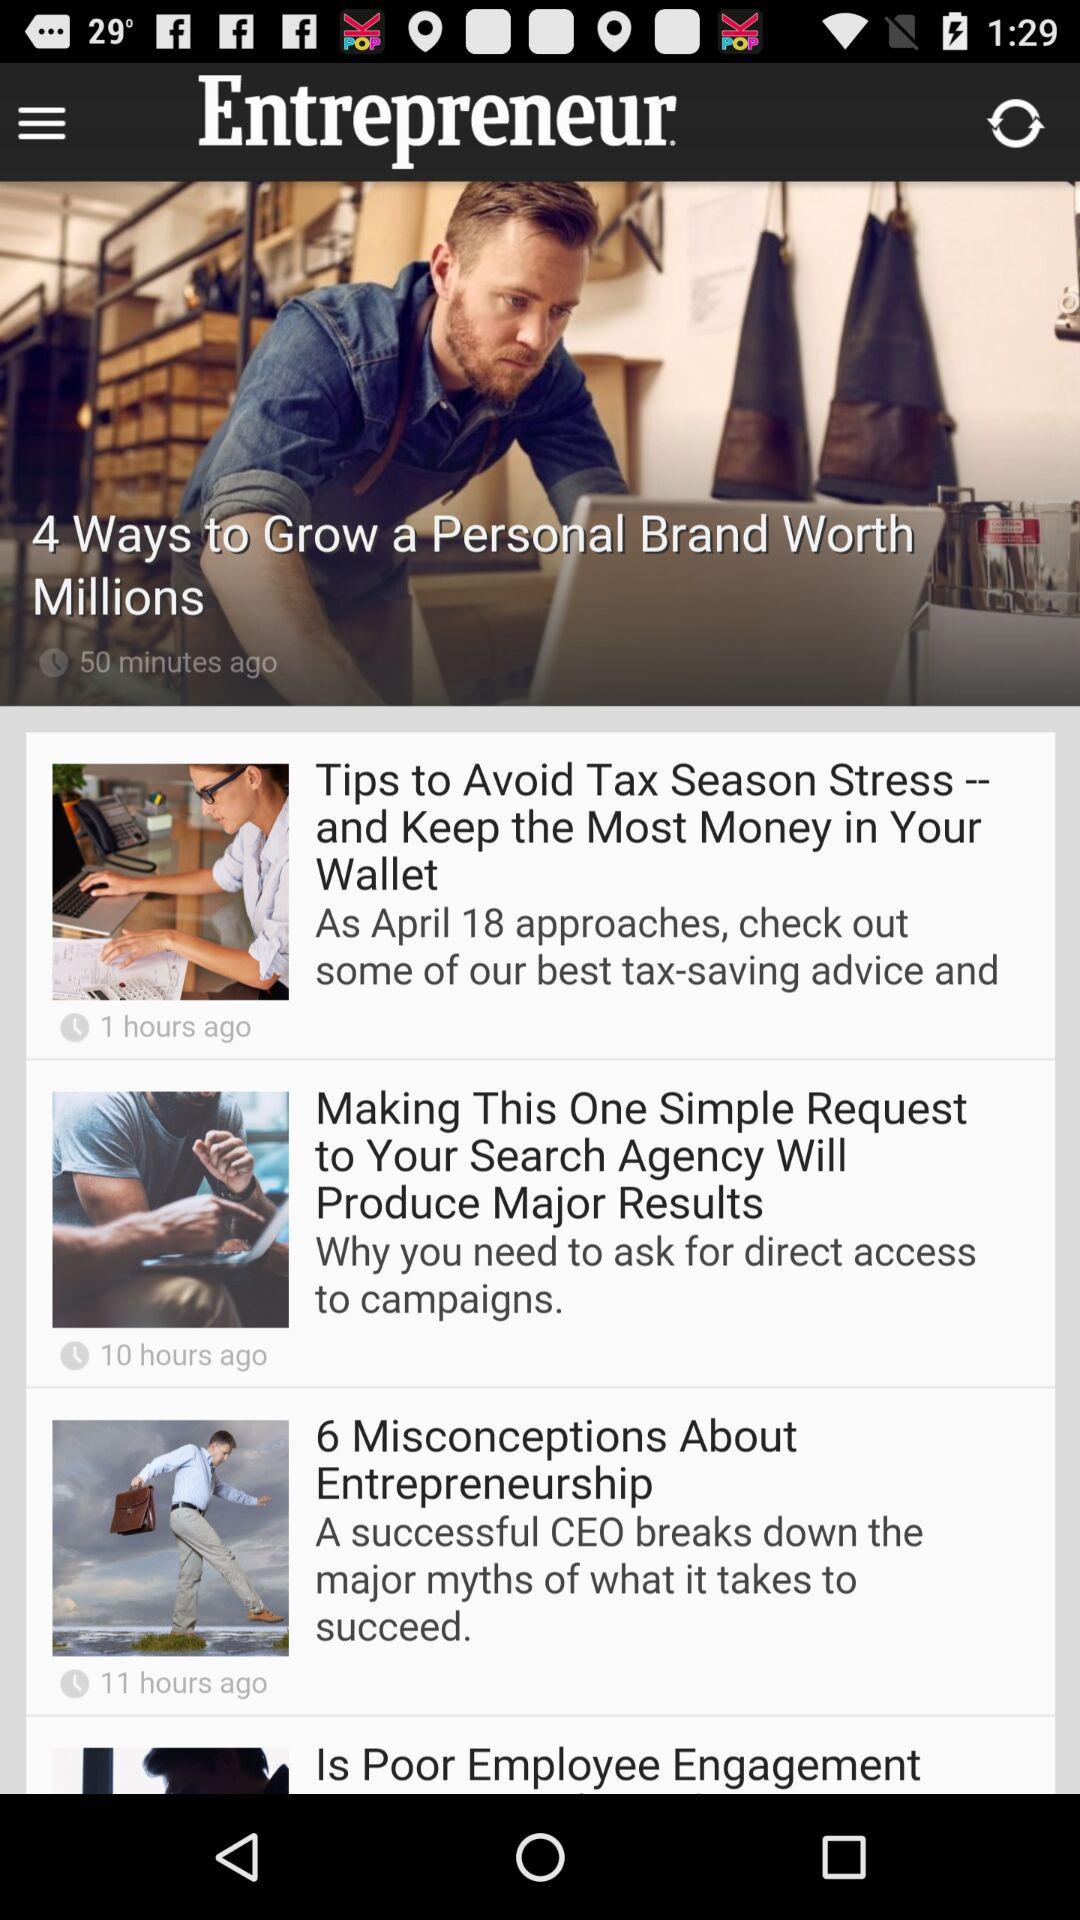 29° POP POP 1:29
Entrepreneur
4 Ways to Grow a Personal Brand Worth
Millions
50 minutes ago
Tips to Avoid Tax Season Stress --
and Keep the Most Money in Your
Wallet
As April 18 approaches, check out
some of our best tax-saving advice and
1 hours ago
Making This One Simple Request
to Your Search Agency Will
Produce Major Results
Why you need to ask for direct access
to campaigns.
10 hours ago
6 Misconceptions About
Entrepreneurship
A successful CEO breaks down the
major myths of what it takes to
succeed.
11 hours ago
Is Poor Employee Engagement